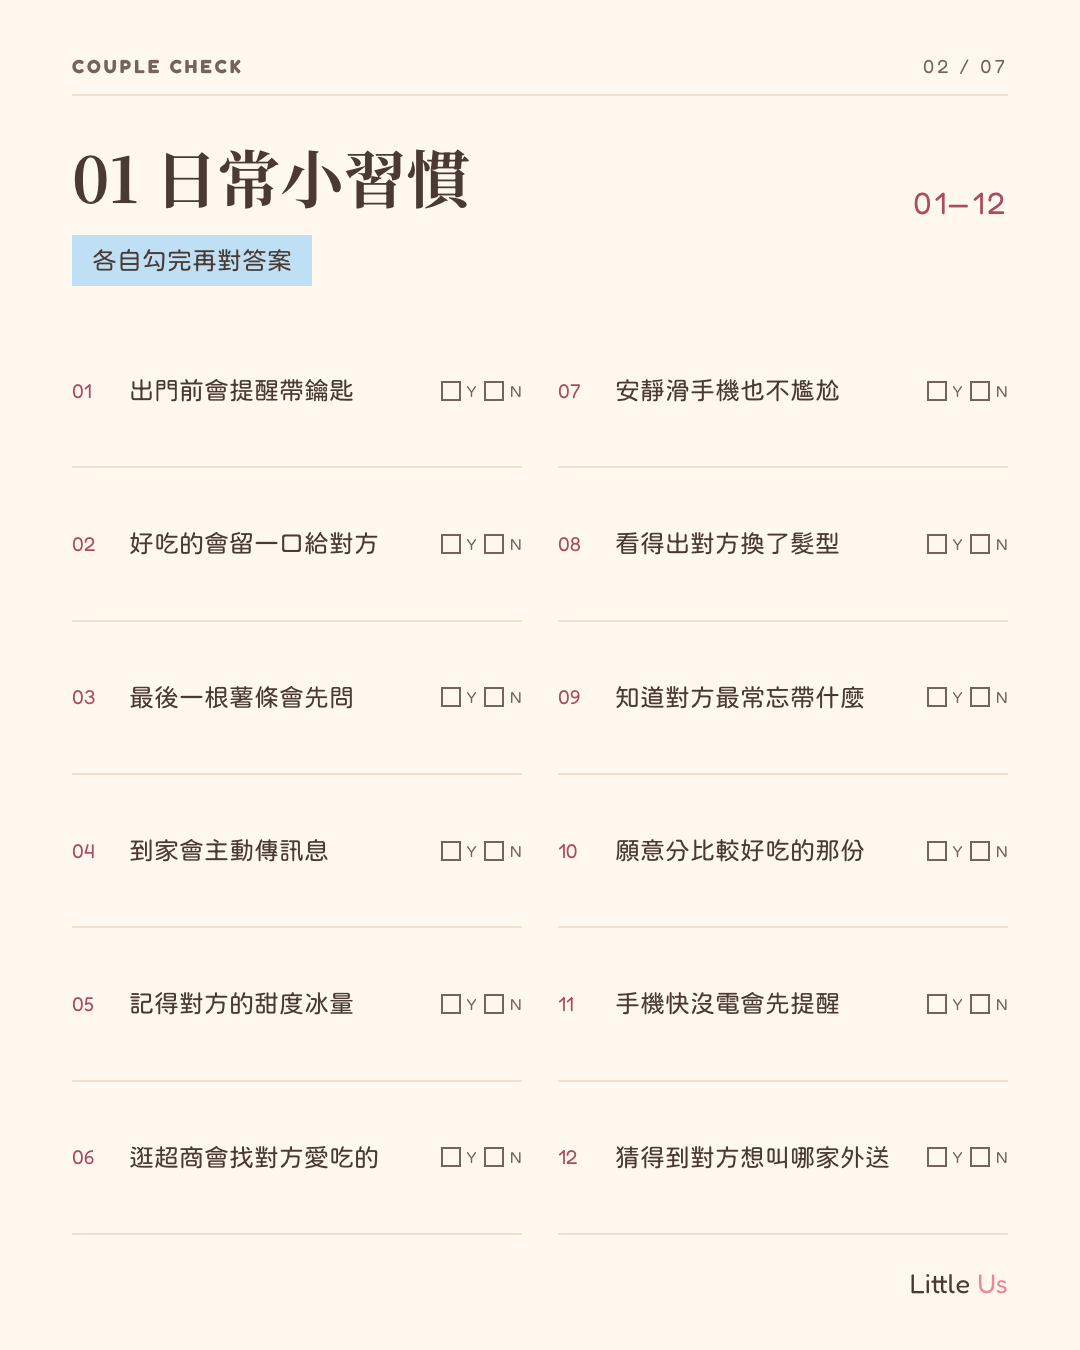 COUPLE CHECK
02 / 07
01 日常小習慣
01–12
各自勾完再對答案
01 出門前會提醒帶鑰匙 Y N
02 好吃的會留一口給對方 Y N
03 最後一根薯條會先問 Y N
04 到家會主動傳訊息 Y N
05 記得對方的甜度冰量 Y N
06 逛超商會找對方愛吃的 Y N
07 安靜滑手機也不尷尬 Y N
08 看得出對方換了髮型 Y N
09 知道對方最常忘帶什麼 Y N
10 願意分比較好吃的那份 Y N
11 手機快沒電會先提醒 Y N
12 猜得到對方想叫哪家外送 Y N
Little Us